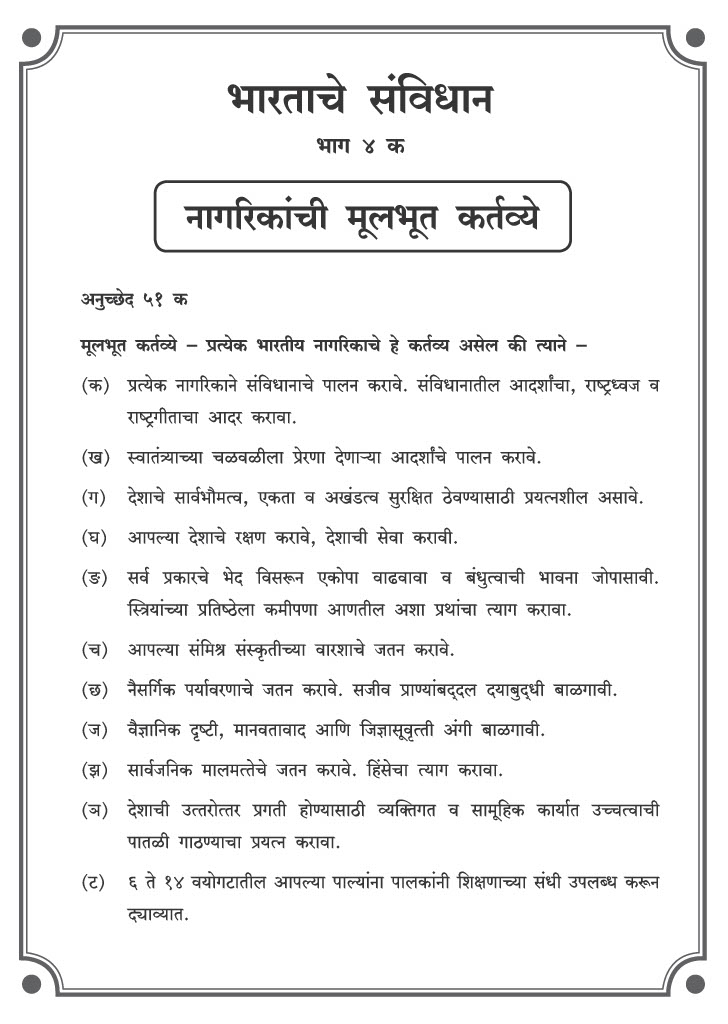 भारताचे संविधान
भाग ४ क
नागरिकांची मूलभूत कर्तव्ये
अनुच्छेद ५१ क
मूलभूत कर्तव्ये – प्रत्येक भारतीय नागरिकाचे हे कर्तव्य असेल की त्याने –
(क) प्रत्येक नागरिकाने संविधानाचे पालन करावे. संविधानातील आदर्शांचा, राष्ट्रध्वज व
राष्ट्रगीताचा आदर करावा.
(ख) स्वातंत्र्याच्या चळवळीला प्रेरणा देणाऱ्या आदर्शांचे पालन करावे.
(ग) देशाचे सार्वभौमत्व, एकता व अखंडत्व सुरक्षित ठेवण्यासाठी प्रयत्नशील असावे.
(घ) आपल्या देशाचे रक्षण करावे, देशाची सेवा करावी.
(ङ) सर्व प्रकारचे भेद विसरून एकोपा वाढवावा व बंधुत्वाची भावना जोपासावी.
स्त्रियांच्या प्रतिष्ठेला कमीपणा आणतील अशा प्रथांचा त्याग करावा.
(च) आपल्या संमिश्र संस्कृतीच्या वारशाचे जतन करावे.
(छ) नैसर्गिक पर्यावरणाचे जतन करावे. सजीव प्राण्यांबद्दल दयाबुद्धी बाळगावी.
(ज) वैज्ञानिक दृष्टी, मानवतावाद आणि जिज्ञासूवृत्ती अंगी बाळगावी.
(झ) सार्वजनिक मालमत्तेचे जतन करावे. हिंसेचा त्याग करावा.
(ञ) देशाची उत्तरोत्तर प्रगती होण्यासाठी व्यक्तिगत व सामूहिक कार्यात उच्चत्वाची
पातळी गाठण्याचा प्रयत्न करावा.
(ट) ६ ते १४ वयोगटातील आपल्या पाल्यांना पालकांनी शिक्षणाच्या संधी उपलब्ध करून
द्याव्यात.